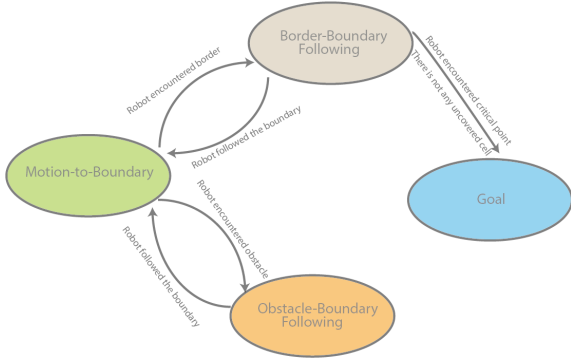 Border-Boundary
Following
Robot encountered border
Robot encountered critical point
There is not any uncovered cell
Robot followed the boundary
Motion-to-Boundary
Goal
Robot encountered obstacle
Robot followed the boundary
Obstacle-Boundary
Following